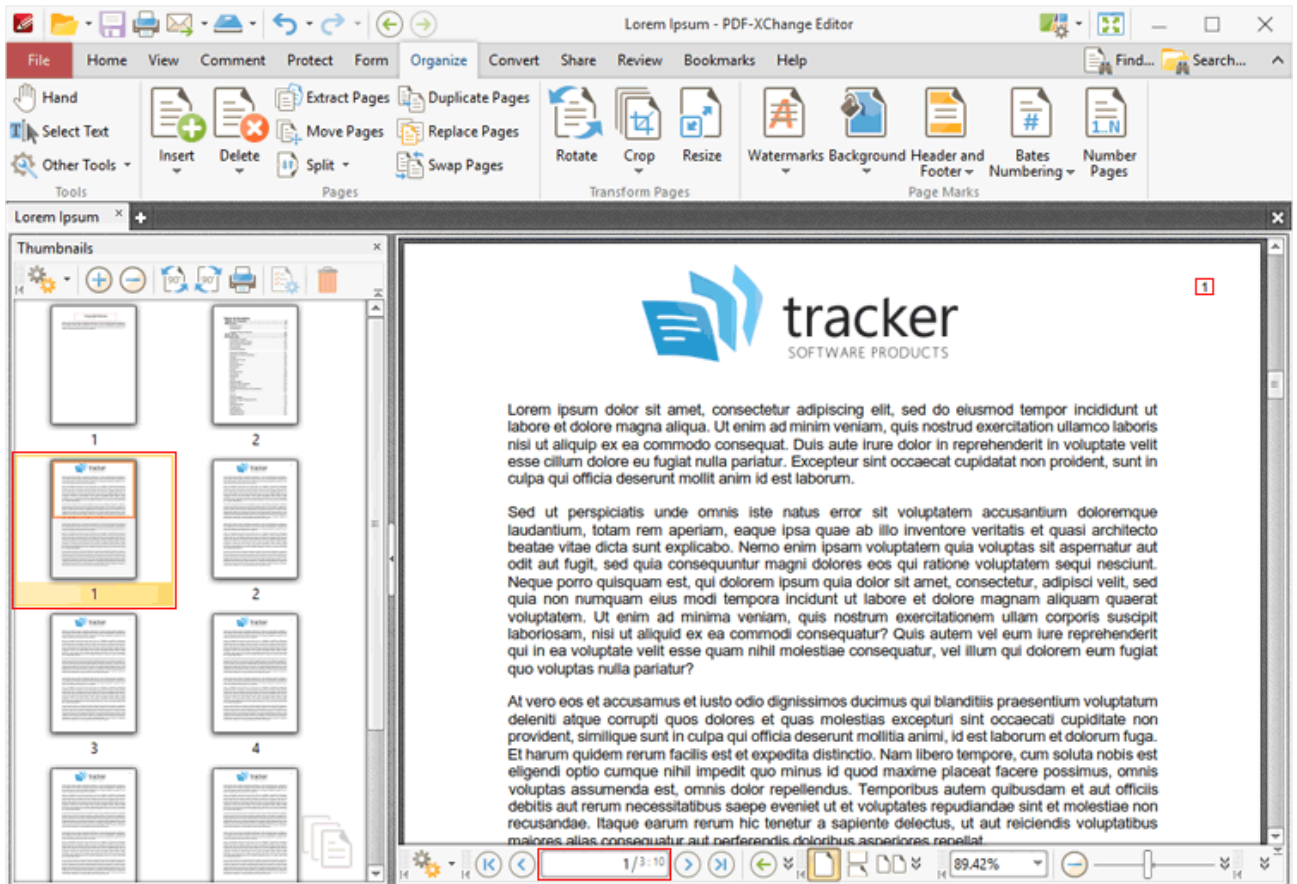 Lorem Ipsum - PDF-XChange Editor
File Home View Comment Protect Form Organize Convert Share Review Bookmarks Help Find... Search...
Hand
Select Text
Other Tools
Tools
Insert
Delete
Extract Pages
Move Pages
Split
Duplicate Pages
Replace Pages
Swap Pages
Pages
Rotate
Crop
Resize
Transform Pages
Watermarks
Background
Header and
Footer
Bates
Numbering
1..N
Number
Pages
Page Marks
Lorem Ipsum
Thumbnails
90° 90°
1 2
1 2
3 4
1
tracker
SOFTWARE PRODUCTS
Lorem ipsum dolor sit amet, consectetur adipiscing elit, sed do eiusmod tempor incididunt ut
labore et dolore magna aliqua. Ut enim ad minim veniam, quis nostrud exercitation ullamco laboris
nisi ut aliquip ex ea commodo consequat. Duis aute irure dolor in reprehenderit in voluptate velit
esse cillum dolore eu fugiat nulla pariatur. Excepteur sint occaecat cupidatat non proident, sunt in
culpa qui officia deserunt mollit anim id est laborum.
Sed ut perspiciatis unde omnis iste natus error sit voluptatem accusantium doloremque
laudantium, totam rem aperiam, eaque ipsa quae ab illo inventore veritatis et quasi architecto
beatae vitae dicta sunt explicabo. Nemo enim ipsam voluptatem quia voluptas sit aspernatur aut
odit aut fugit, sed quia consequuntur magni dolores eos qui ratione voluptatem sequi nesciunt.
Neque porro quisquam est, qui dolorem ipsum quia dolor sit amet, consectetur, adipisci velit, sed
quia non numquam eius modi tempora incidunt ut labore et dolore magnam aliquam quaerat
voluptatem. Ut enim ad minima veniam, quis nostrum exercitationem ullam corporis suscipit
laboriosam, nisi ut aliquid ex ea commodi consequatur? Quis autem vel eum iure reprehenderit
qui in ea voluptate velit esse quam nihil molestiae consequatur, vel illum qui dolorem eum fugiat
quo voluptas nulla pariatur?
At vero eos et accusamus et iusto odio dignissimos ducimus qui blanditiis praesentium voluptatum
deleniti atque corrupti quos dolores et quas molestias excepturi sint occaecati cupiditate non
provident, similique sunt in culpa qui officia deserunt mollitia animi, id est laborum et dolorum fuga.
Et harum quidem rerum facilis est et expedita distinctio. Nam libero tempore, cum soluta nobis est
eligendi optio cumque nihil impedit quo minus id quod maxime placeat facere possimus, omnis
voluptas assumenda est, omnis dolor repellendus. Temporibus autem quibusdam et aut officiis
debitis aut rerum necessitatibus saepe eveniet ut et voluptates repudiandae sint et molestiae non
recusandae. Itaque earum rerum hic tenetur a sapiente delectus, ut aut reiciendis voluptatibus
maiores alias consequatur aut perferendis doloribus asperiores repellat.
1/3 : 10
89.42%